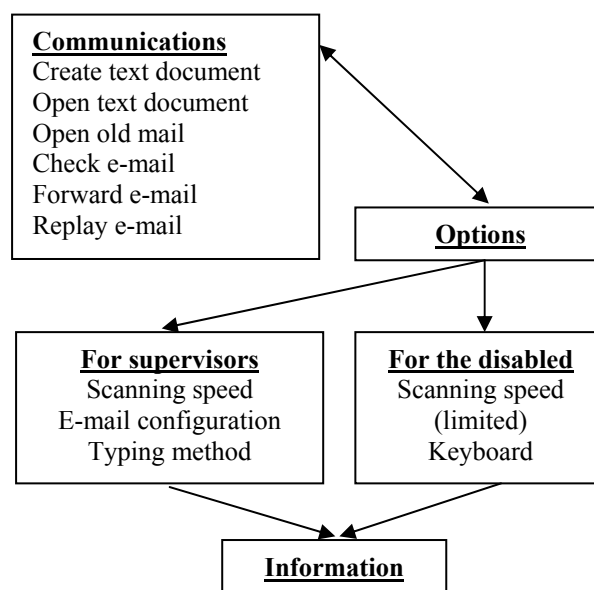 Communications
Create text document
Open text document
Open old mail
Check e-mail
Forward e-mail
Replay e-mail
Options
For supervisors
Scanning speed
E-mail configuration
Typing method
For the disabled
Scanning speed
(limited)
Keyboard
Information